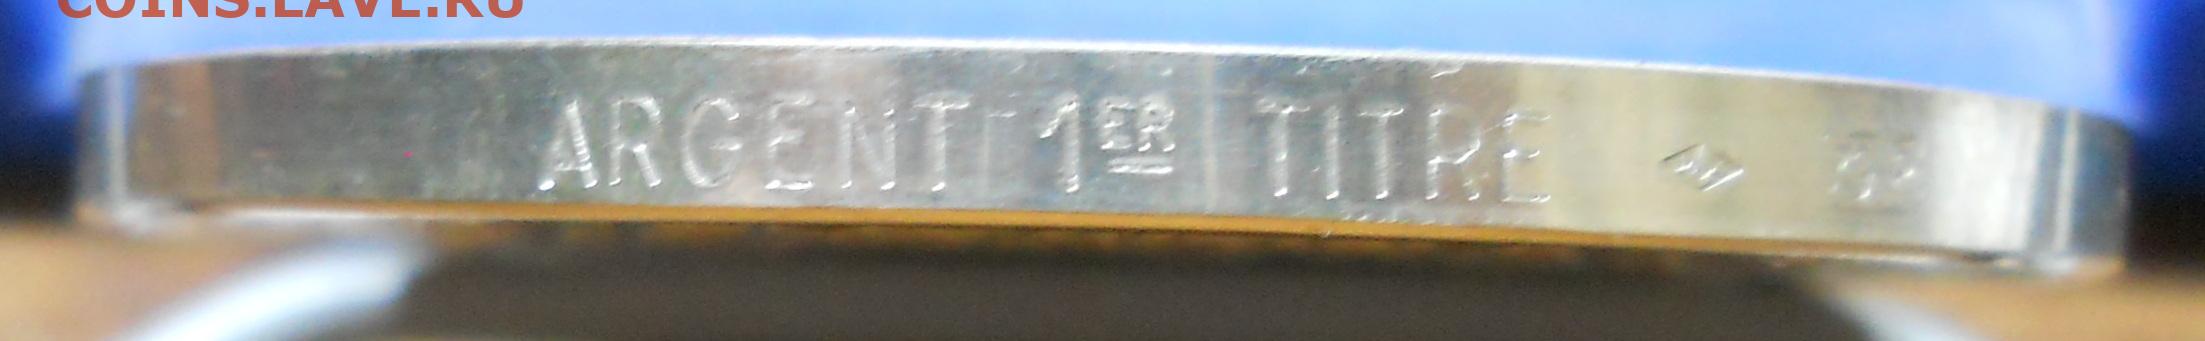 COINS.LAVE.RU
ARGENT 1ER TITRE